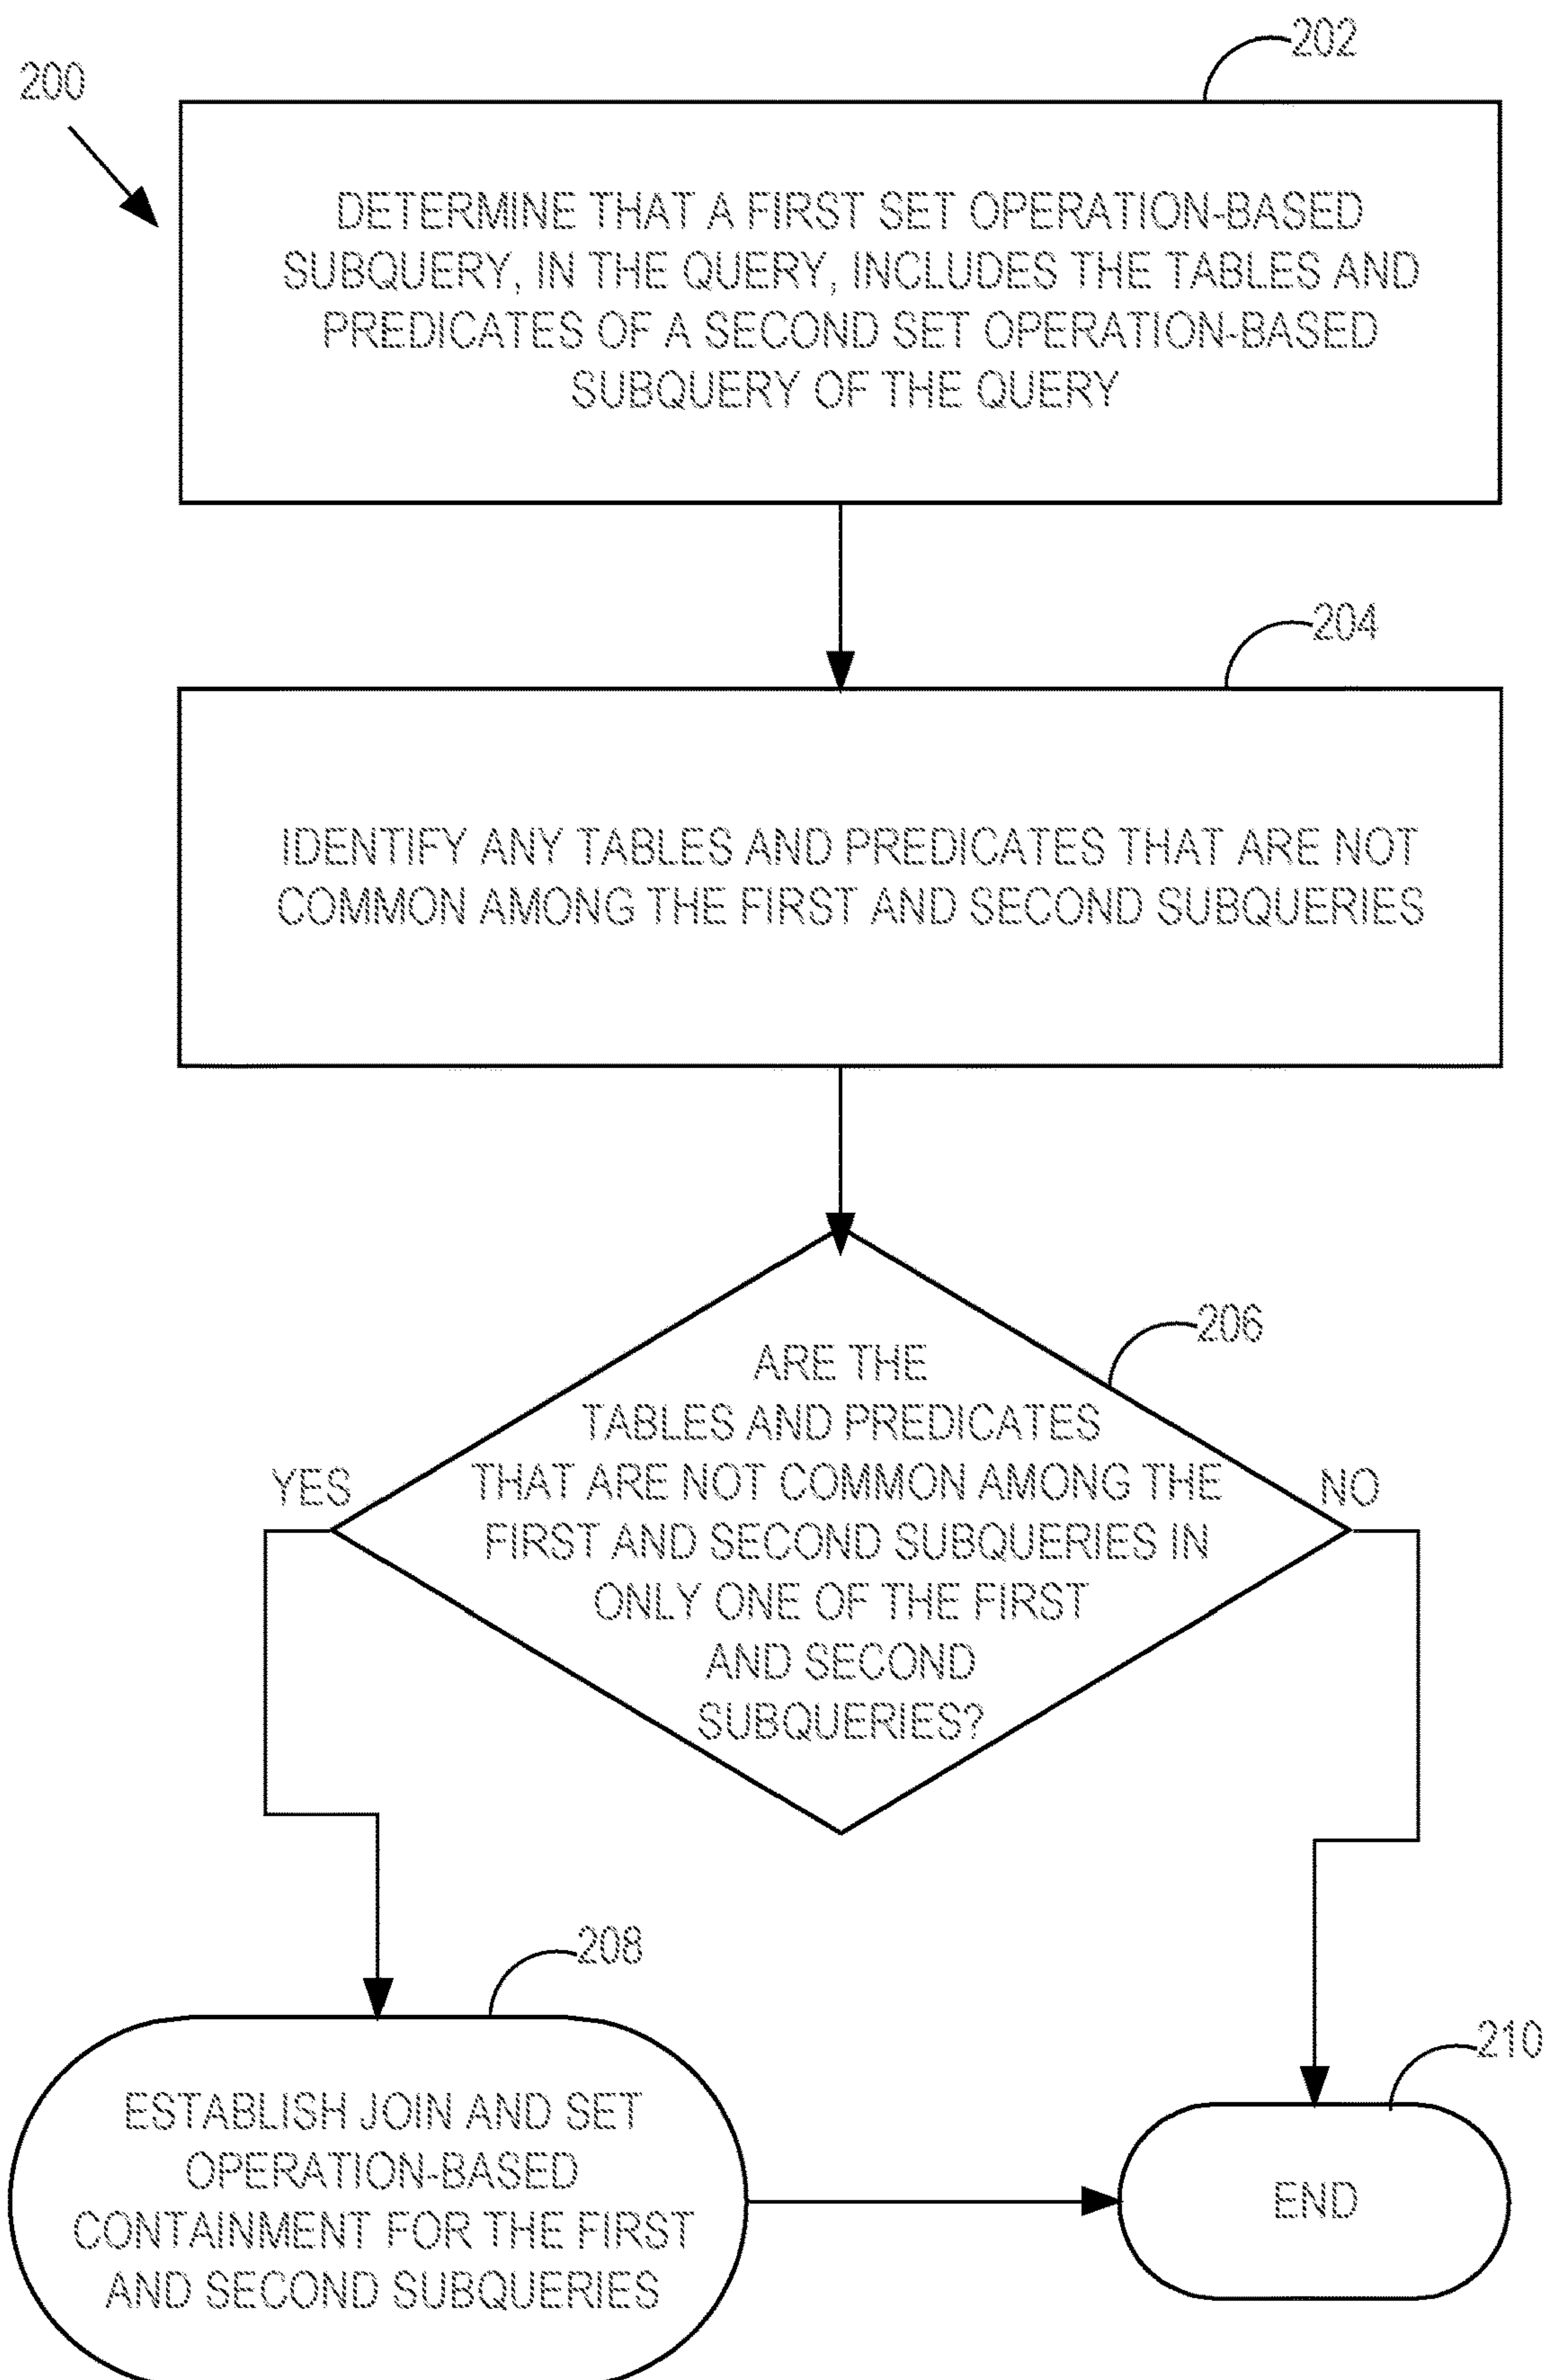 200
202
DETERMINE THAT A FIRST SET OPERATION-BASED
SUBQUERY, IN THE QUERY, INCLUDES THE TABLES AND
PREDICATES OF A SECOND SET OPERATION-BASED
SUBQUERY OF THE QUERY
204
IDENTIFY ANY TABLES AND PREDICATES THAT ARE NOT
COMMON AMONG THE FIRST AND SECOND SUBQUERIES
206
ARE THE
TABLES AND PREDICATES
THAT ARE NOT COMMON AMONG THE
FIRST AND SECOND SUBQUERIES IN
ONLY ONE OF THE FIRST
AND SECOND
SUBQUERIES?
YES
NO
208
ESTABLISH JOIN AND SET
OPERATION-BASED
CONTAINMENT FOR THE FIRST
AND SECOND SUBQUERIES
210
END